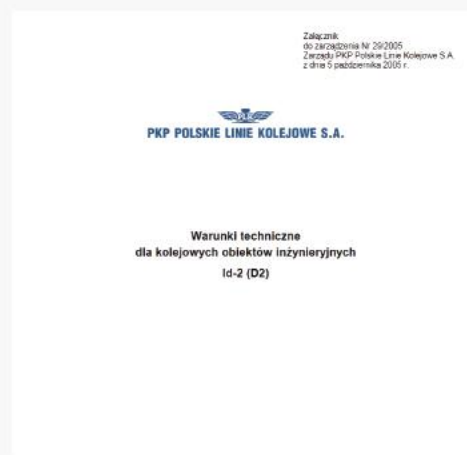 Załącznik
do zarządzenia Nr 29/2005
Zarządu PKP Polskie Linie Kolejowe S.A.
z dnia 5 października 2005 r.
PKP POLSKIE LINIE KOLEJOWE S.A.
Warunki techniczne
dla kolejowych obiektów inżynieryjnych
Id-2 (D2)